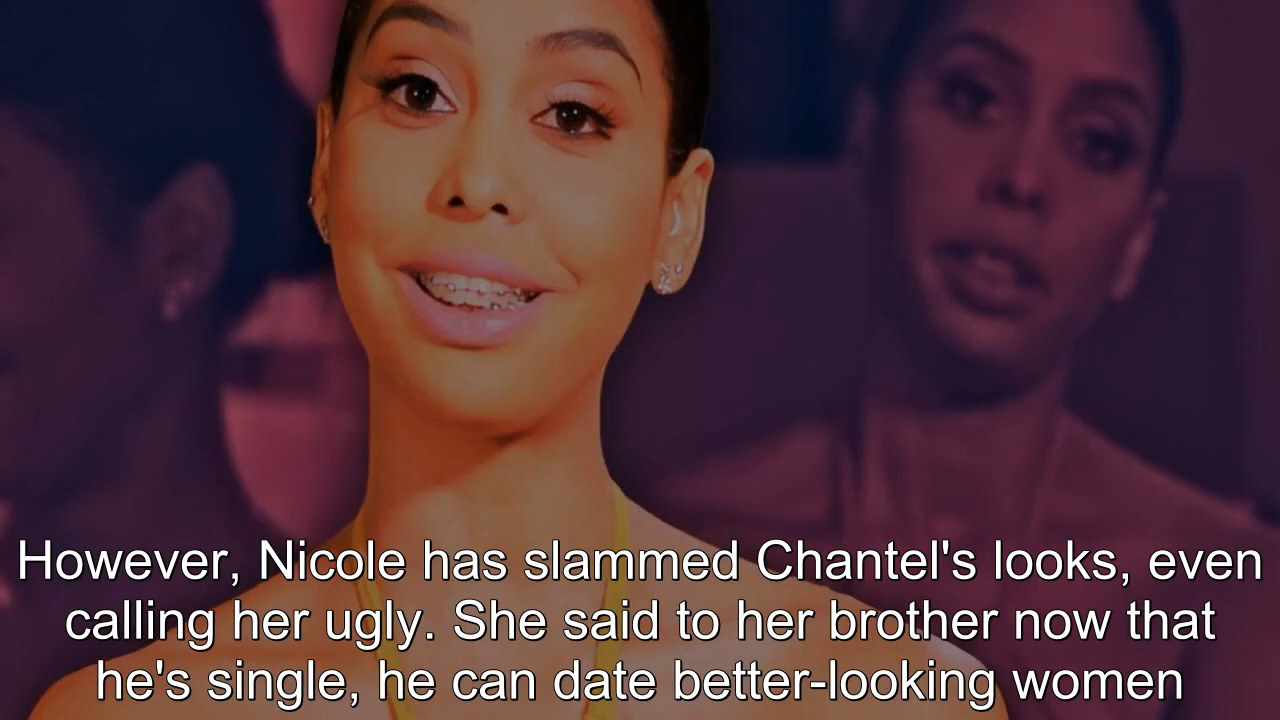 However, Nicole has slammed Chantel's looks, even
calling her ugly. She said to her brother now that
he's single, he can date better-looking women